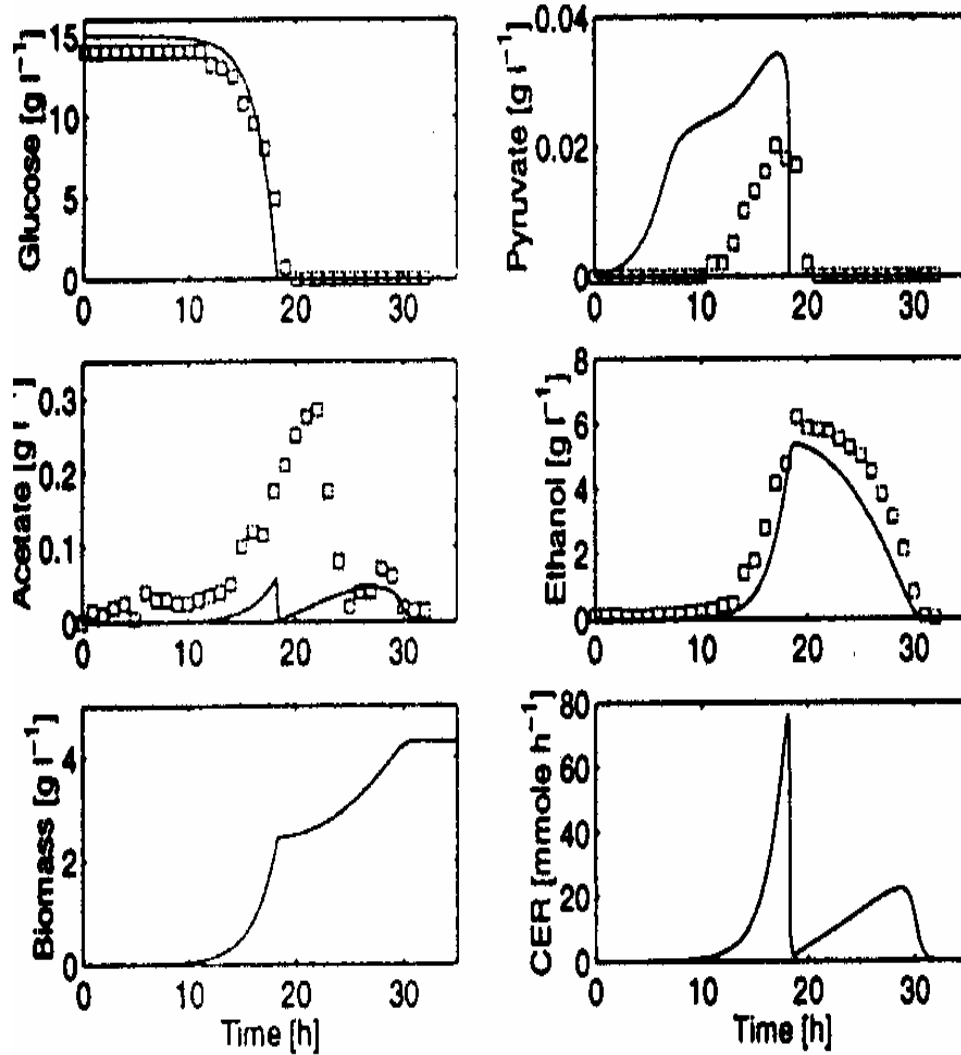 Glucose [g l⁻¹]
15
10
5
0
0 10 20 30
Pyruvate [g l⁻¹]
0.04
0.02
0
0 10 20 30
Acetate [g l⁻
0.3
0.2
0.1
0
0 10 20 30
Ethanol [g l⁻¹]
8
6
4
2
0
0 10 20 30
Biomass [g l⁻¹]
4
2
0
0 10 20 30
Time [h]
CER [mmole h⁻¹]
80
60
40
20
0
0 10 20 30
Time [h]